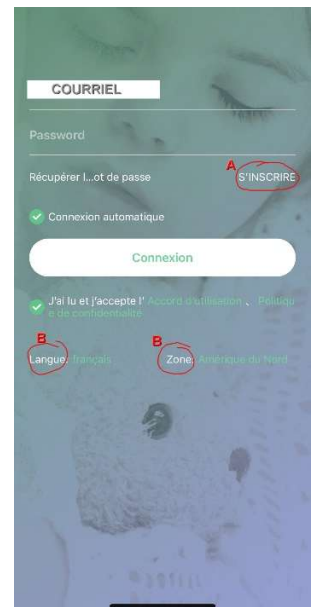 COURRIEL
Password
A
Récupérer l...ot de passe S'INSCRIRE
Connexion automatique
Connexion
J'ai lu et j'accepte l' Accord d'utilisation 、 Politiqu
e de confidentialité
B B
Langue: français Zone: Amérique du Nord